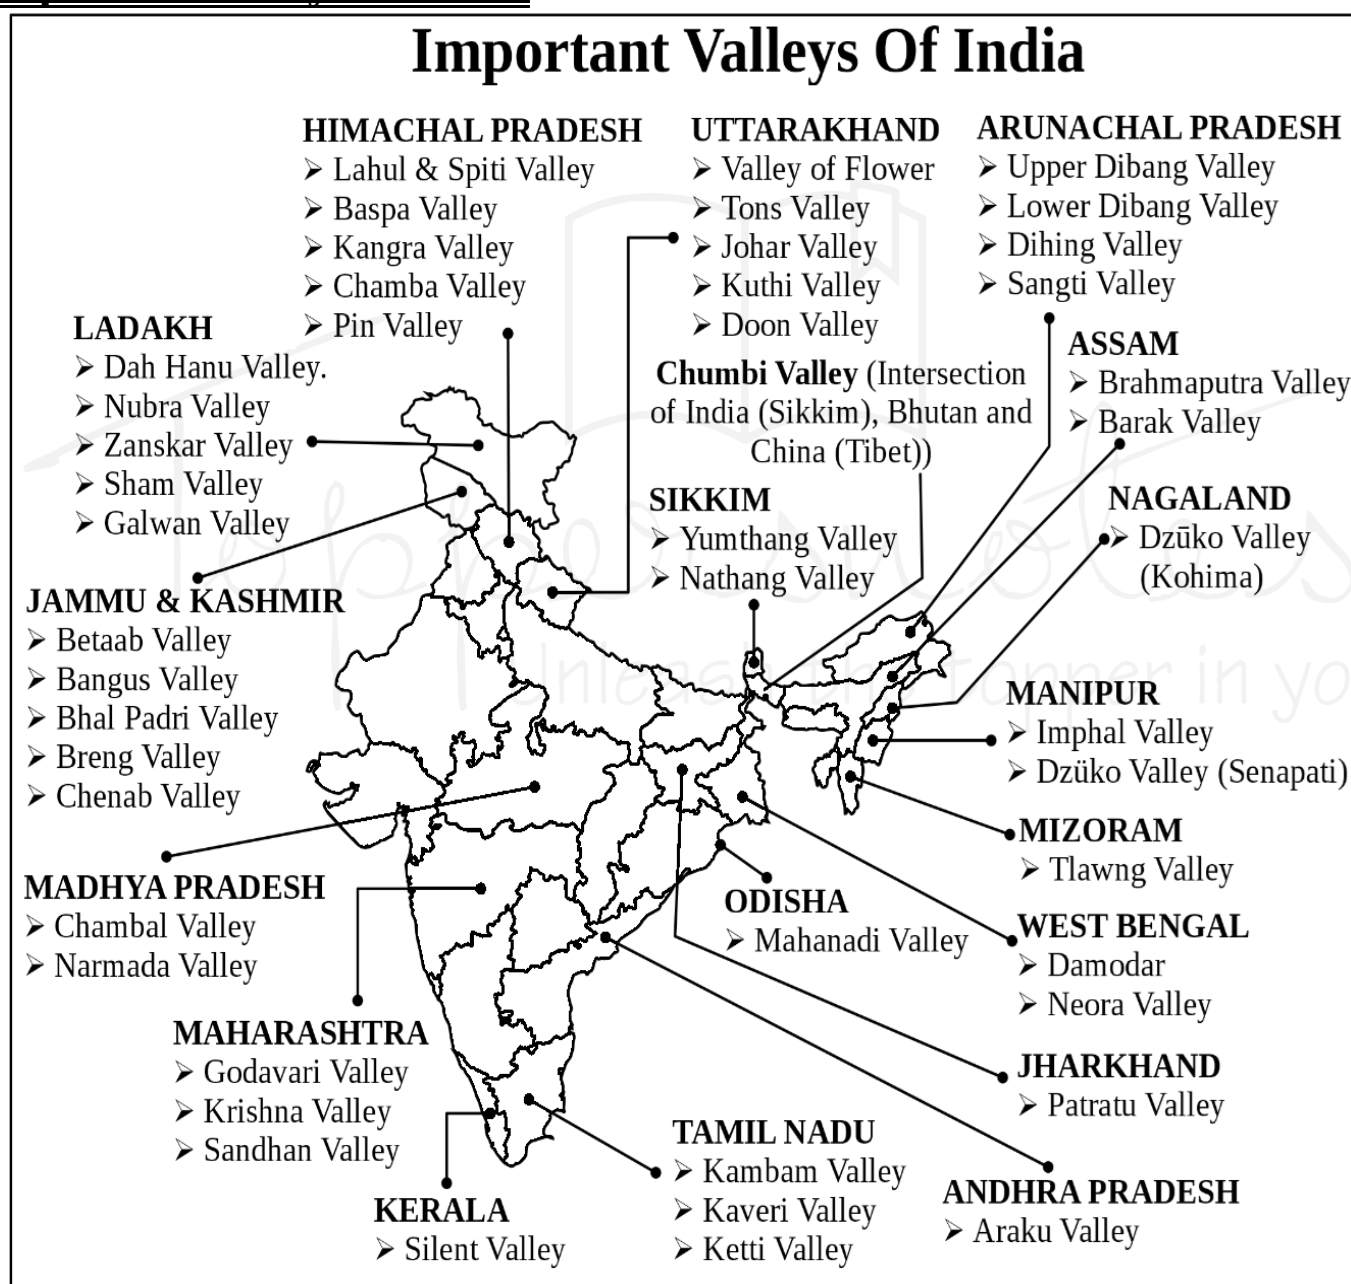 Important Valleys Of India
HIMACHAL PRADESH
➢ Lahul & Spiti Valley
➢ Baspa Valley
➢ Kangra Valley
➢ Chamba Valley
➢ Pin Valley
UTTARAKHAND
➢ Valley of Flower
➢ Tons Valley
➢ Johar Valley
➢ Kuthi Valley
➢ Doon Valley
ARUNACHAL PRADESH
➢ Upper Dibang Valley
➢ Lower Dibang Valley
➢ Dihing Valley
➢ Sangti Valley
LADAKH
➢ Dah Hanu Valley.
➢ Nubra Valley
➢ Zanskar Valley
➢ Sham Valley
➢ Galwan Valley
Chumbi Valley (Intersection
of India (Sikkim), Bhutan and
China (Tibet))
ASSAM
➢ Brahmaputra Valley
➢ Barak Valley
SIKKIM
➢ Yumthang Valley
➢ Nathang Valley
NAGALAND
➢ Dzūko Valley
(Kohima)
JAMMU & KASHMIR
➢ Betaab Valley
➢ Bangus Valley
➢ Bhal Padri Valley
➢ Breng Valley
➢ Chenab Valley
MANIPUR
➢ Imphal Valley
➢ Dzüko Valley (Senapati)
MIZORAM
➢ Tlawng Valley
MADHYA PRADESH
➢ Chambal Valley
➢ Narmada Valley
ODISHA
➢ Mahanadi Valley
WEST BENGAL
➢ Damodar
➢ Neora Valley
MAHARASHTRA
➢ Godavari Valley
➢ Krishna Valley
➢ Sandhan Valley
JHARKHAND
➢ Patratu Valley
TAMIL NADU
➢ Kambam Valley
➢ Kaveri Valley
➢ Ketti Valley
KERALA
➢ Silent Valley
ANDHRA PRADESH
➢ Araku Valley
Toppersnotes
Unleash the topper in yo